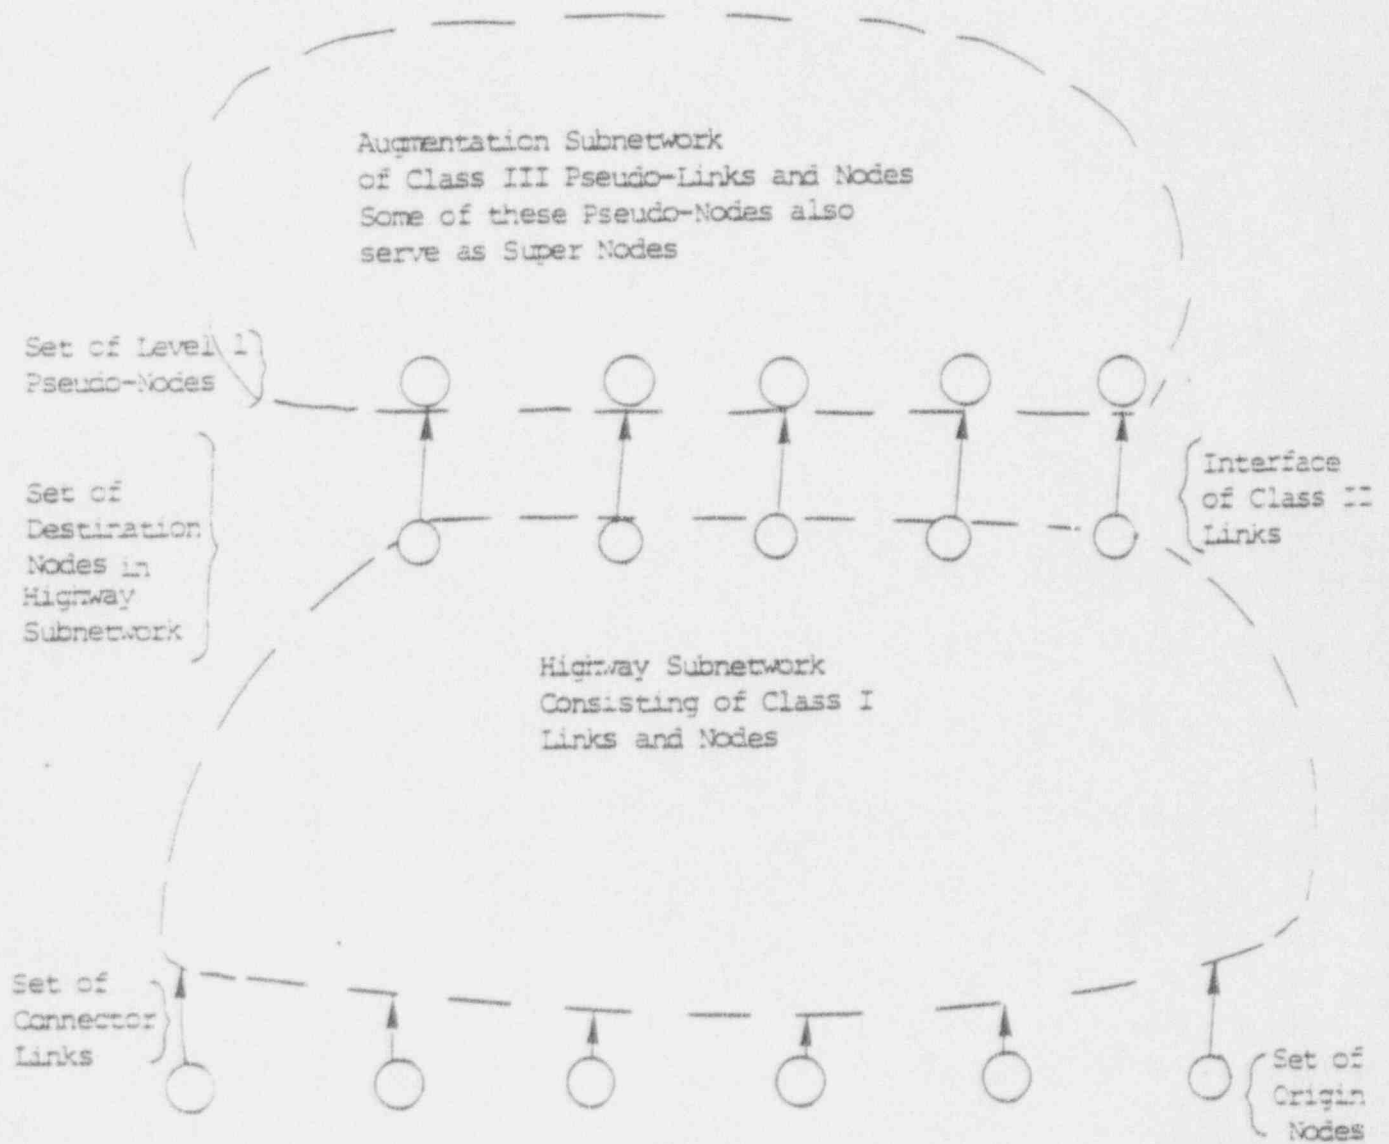 Augmentation Subnetwork
of Class III Pseudo-Links and Nodes
Some of these Pseudo-Nodes also
serve as Super Nodes
Set of Level 1
Pseudo-Nodes
Set of
Destination
Nodes in
Highway
Subnetwork
Interface
of Class II
Links
Highway Subnetwork
Consisting of Class I
Links and Nodes
Set of
Connector
Links
Set of
Origin
Nodes